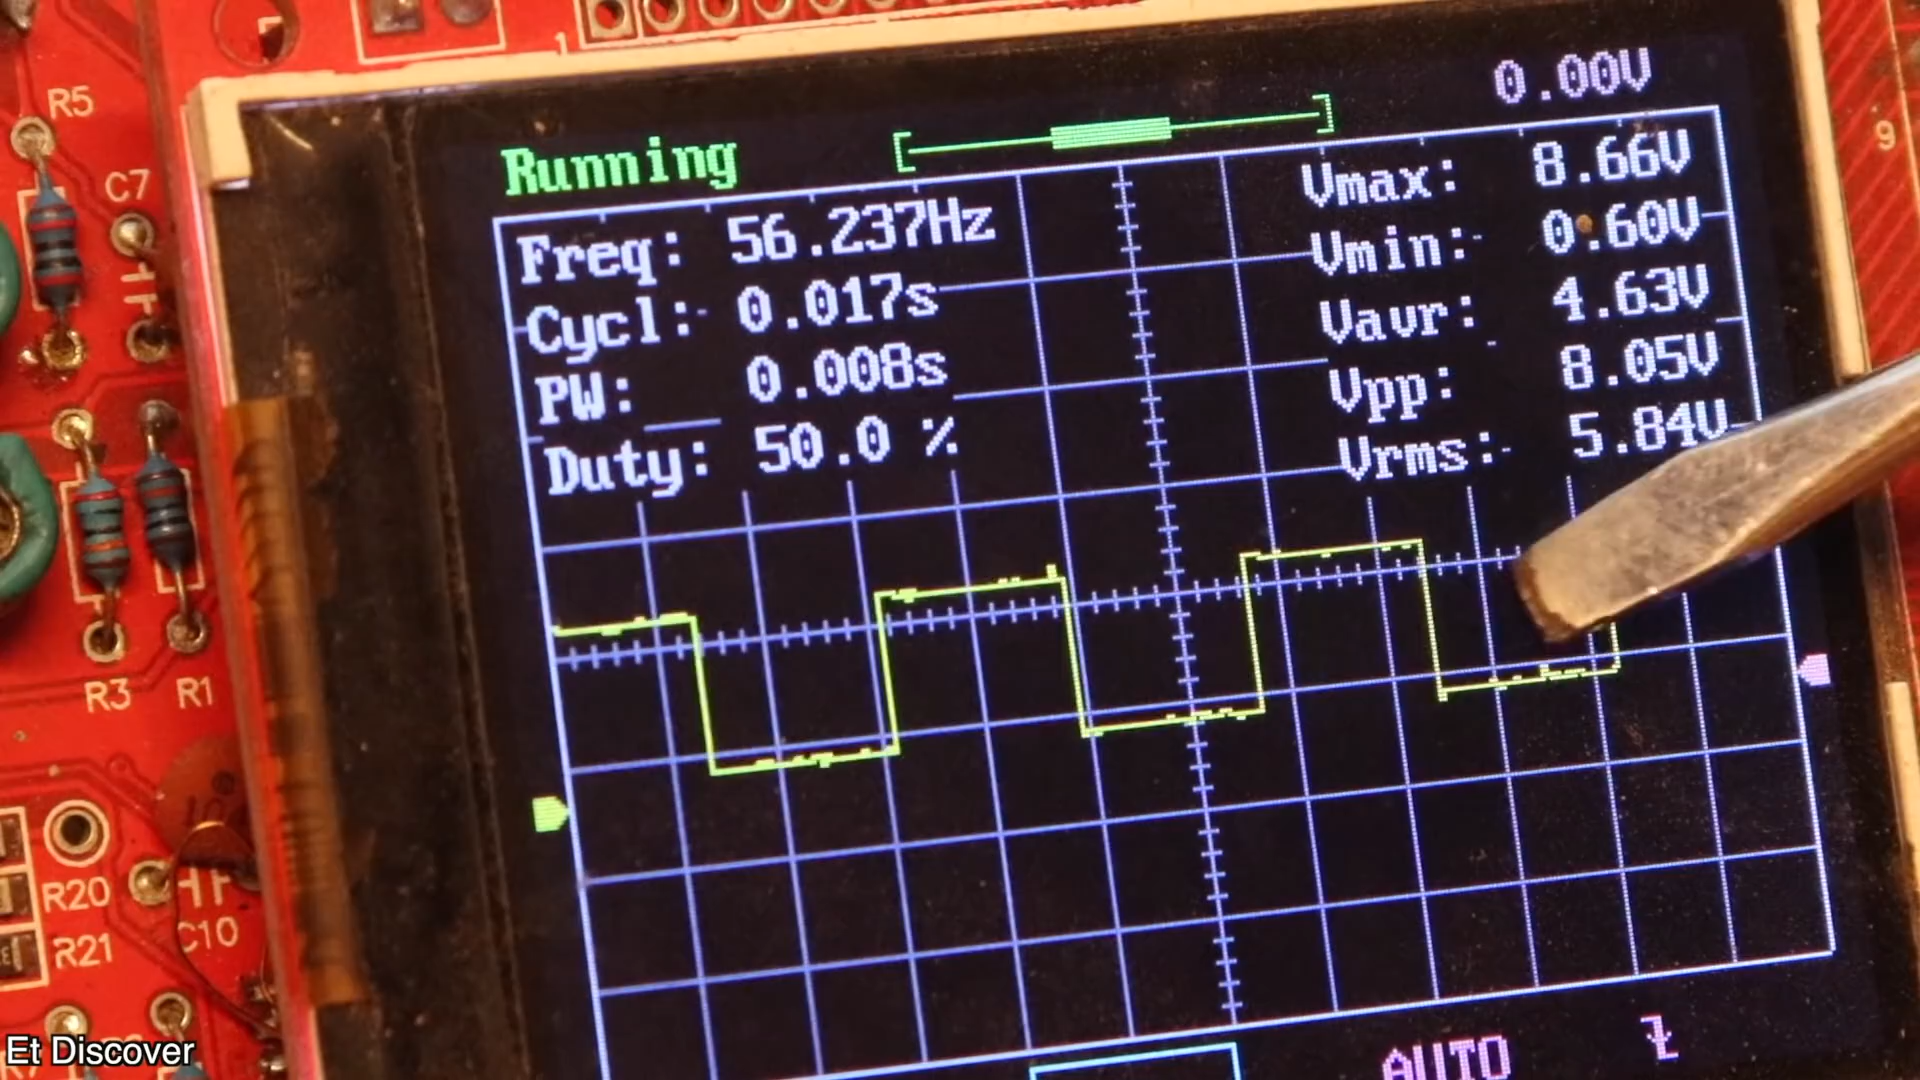 R5
C7
1
9
0.00V
Running
Freq: 56.237Hz
Cycl: 0.017s
PW: 0.008s
Duty: 50.0 %
Vmax: 8.66V
Vmin: 0.60V
Vavr: 4.63V
Vpp: 8.05V
Vrms: 5.84V
R3
R1
R20
C10
R21
AUTO
Et Discover